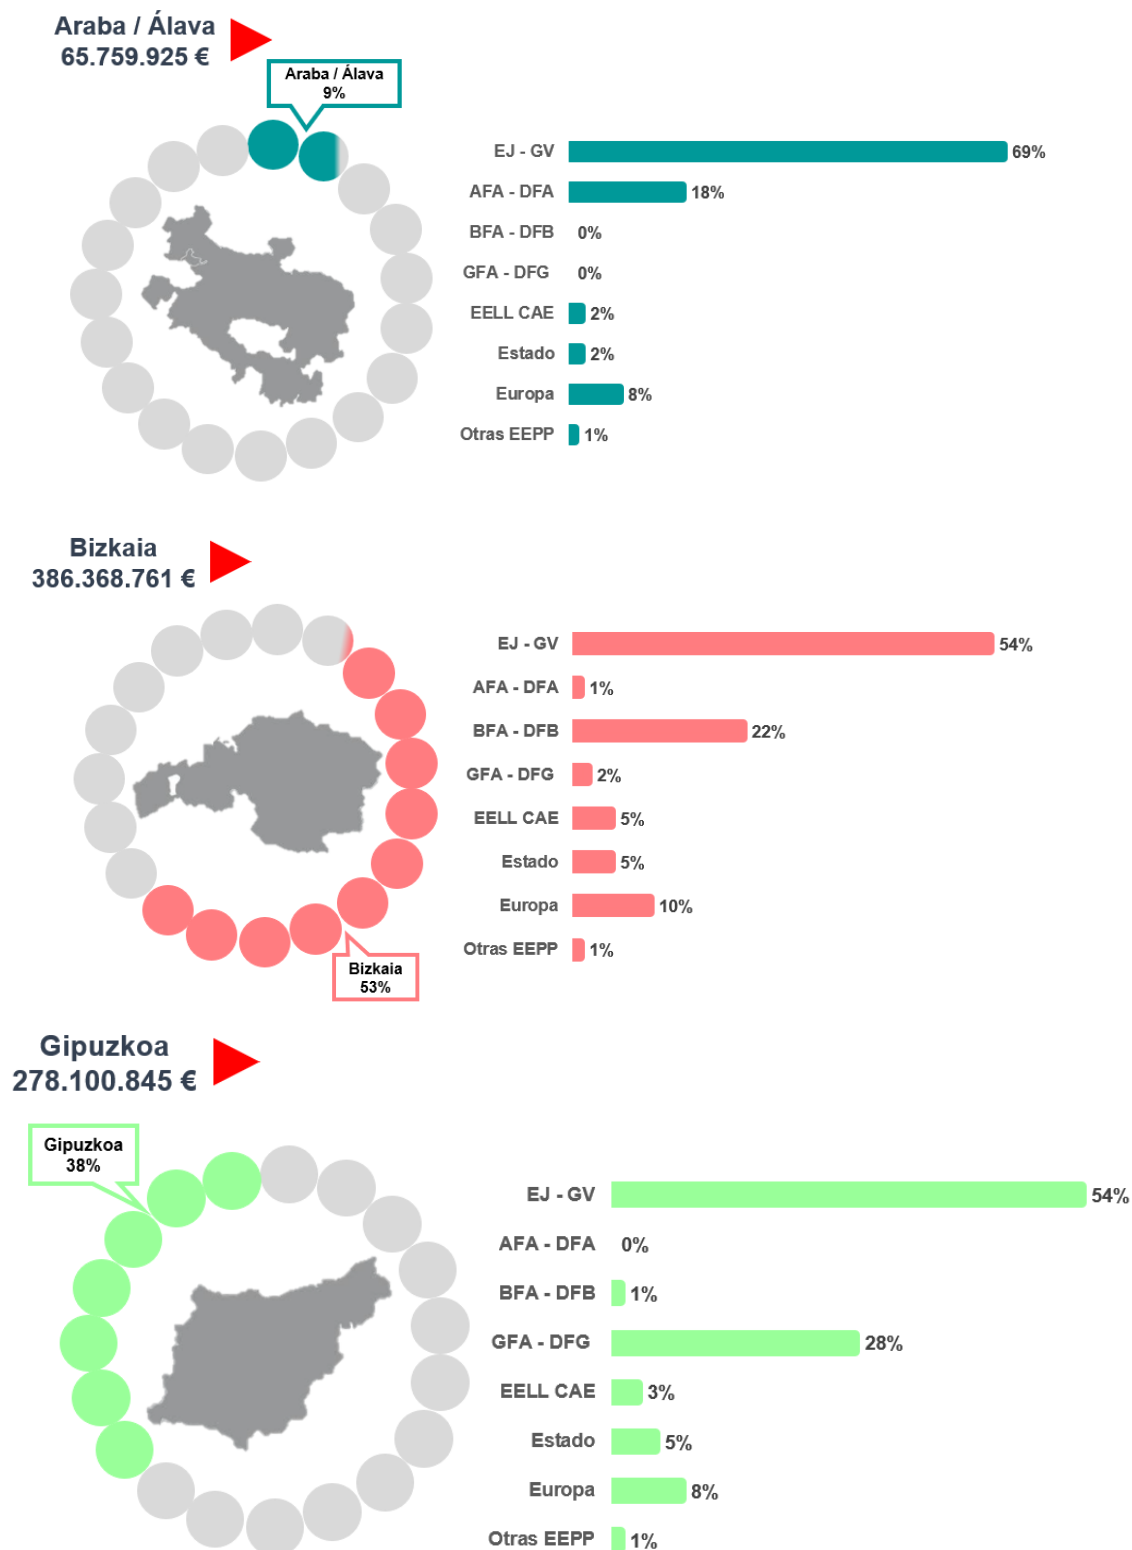 Araba / Álava
65.759.925 €
Araba / Álava
9%
EJ - GV 69%
AFA - DFA 18%
BFA - DFB 0%
GFA - DFG 0%
EELL CAE 2%
Estado 2%
Europa 8%
Otras EEPP 1%
Bizkaia
386.368.761 €
EJ - GV 54%
AFA - DFA 1%
BFA - DFB 22%
GFA - DFG 2%
EELL CAE 5%
Estado 5%
Europa 10%
Otras EEPP 1%
Bizkaia
53%
Gipuzkoa
278.100.845 €
Gipuzkoa
38%
EJ - GV 54%
AFA - DFA 0%
BFA - DFB 1%
GFA - DFG 28%
EELL CAE 3%
Estado 5%
Europa 8%
Otras EEPP 1%